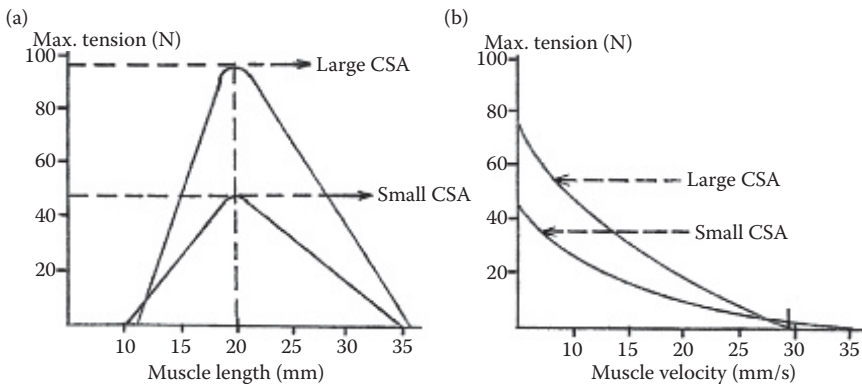 (a)
Max. tension (N)
100
80
60
40
20
Large CSA
Small CSA
10 15 20 25 30 35
Muscle length (mm)
(b)
Max. tension (N)
100
80
60
40
20
Large CSA
Small CSA
10 15 20 25 30 35
Muscle velocity (mm/s)